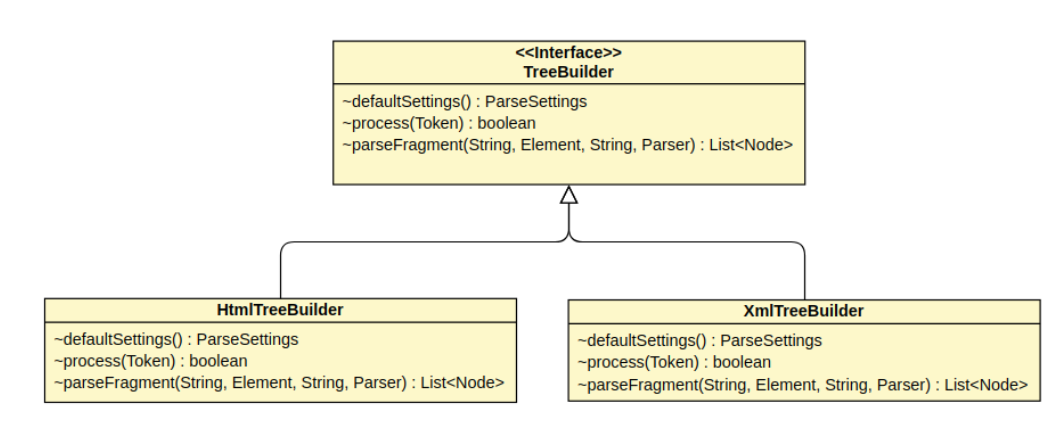 <<Interface>>
TreeBuilder
~defaultSettings() : ParseSettings
~process(Token) : boolean
~parseFragment(String, Element, String, Parser) : List<Node>
HtmlTreeBuilder
~defaultSettings() : ParseSettings
~process(Token) : boolean
~parseFragment(String, Element, String, Parser) : List<Node>
XmlTreeBuilder
~defaultSettings() : ParseSettings
~process(Token) : boolean
~parseFragment(String, Element, String, Parser) : List<Node>